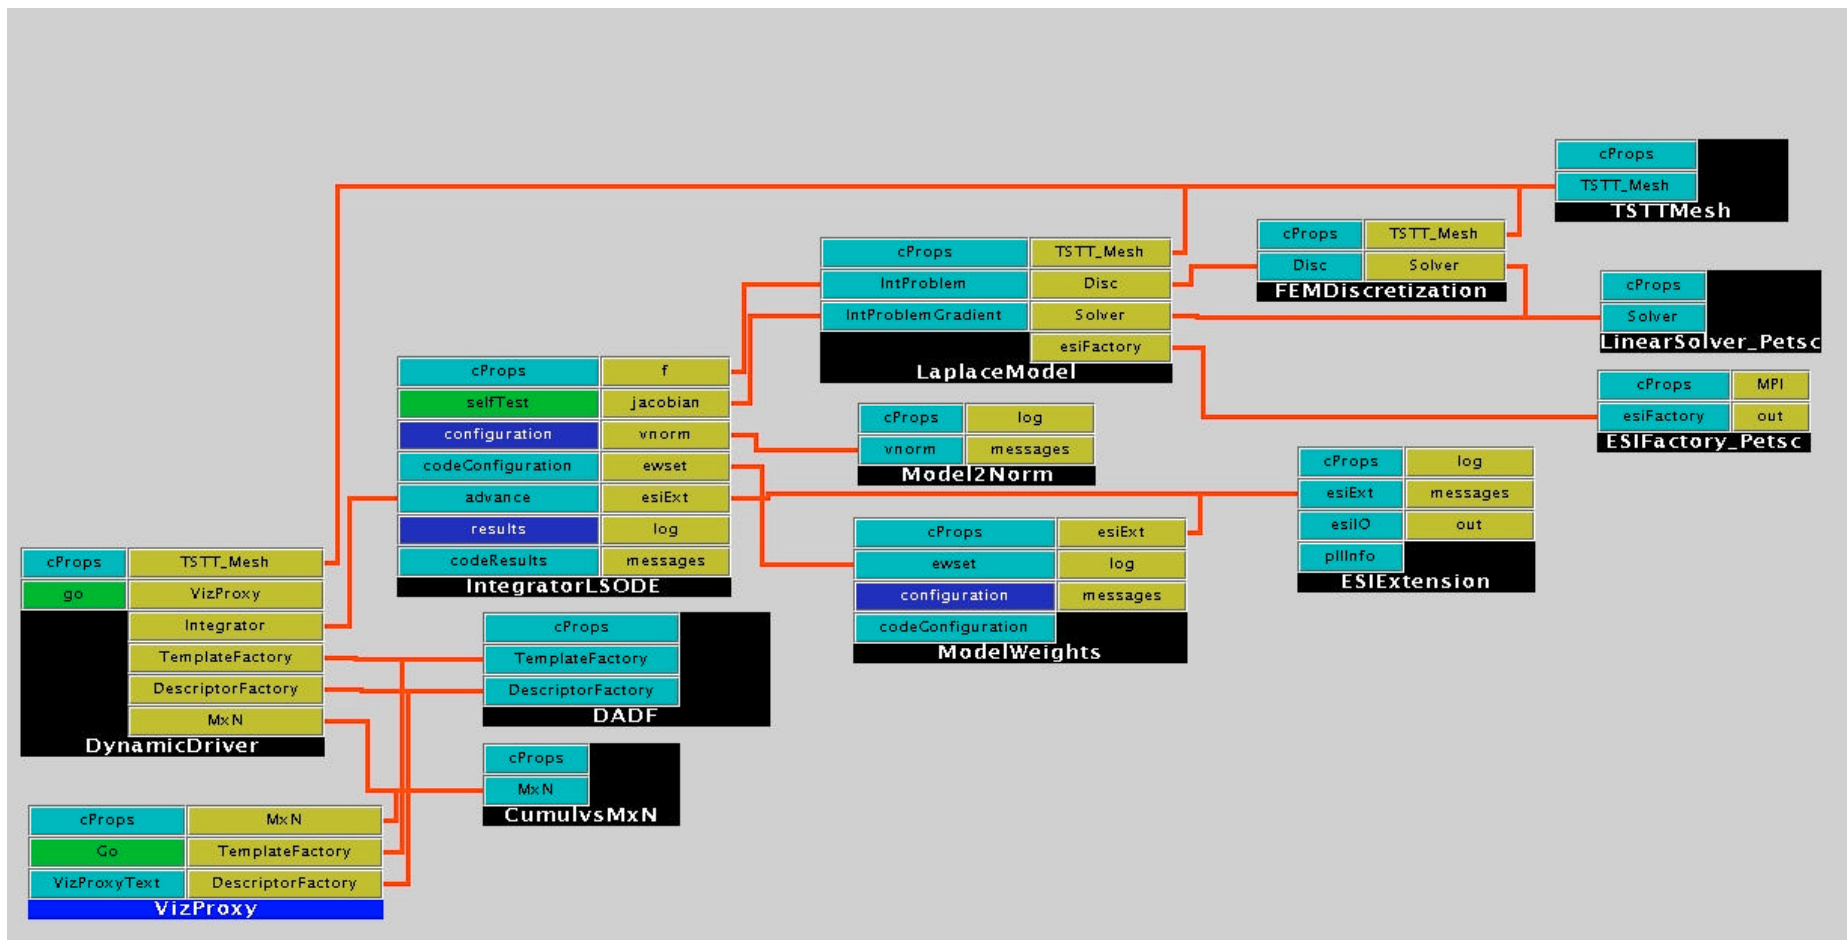 cProps
TSTT_Mesh
TSTTMesh
cProps TSTT_Mesh
Disc Solver
FEMDiscretization
cProps TSTT_Mesh
IntProblem Disc
IntProblemGradient Solver
esiFactory
LaplaceModel
cProps
Solver
LinearSolver_Petsc
cProps MPI
esiFactory out
ESIFactory_Petsc
cProps f
selfTest jacobian
configuration vnorm
codeConfiguration ewset
advance esiExt
results log
codeResults messages
IntegratorLSODE
cProps log
vnorm messages
Model2Norm
cProps log
esiExt messages
esiIO out
pllInfo
ESIExtension
cProps esiExt
ewset log
configuration messages
codeConfiguration
ModelWeights
cProps TSTT_Mesh
go VizProxy
Integrator
TemplateFactory
DescriptorFactory
MxN
DynamicDriver
cProps
TemplateFactory
DescriptorFactory
DADF
cProps
MxN
CumulvsMxN
cProps MxN
Go TemplateFactory
VizProxyText DescriptorFactory
VizProxy